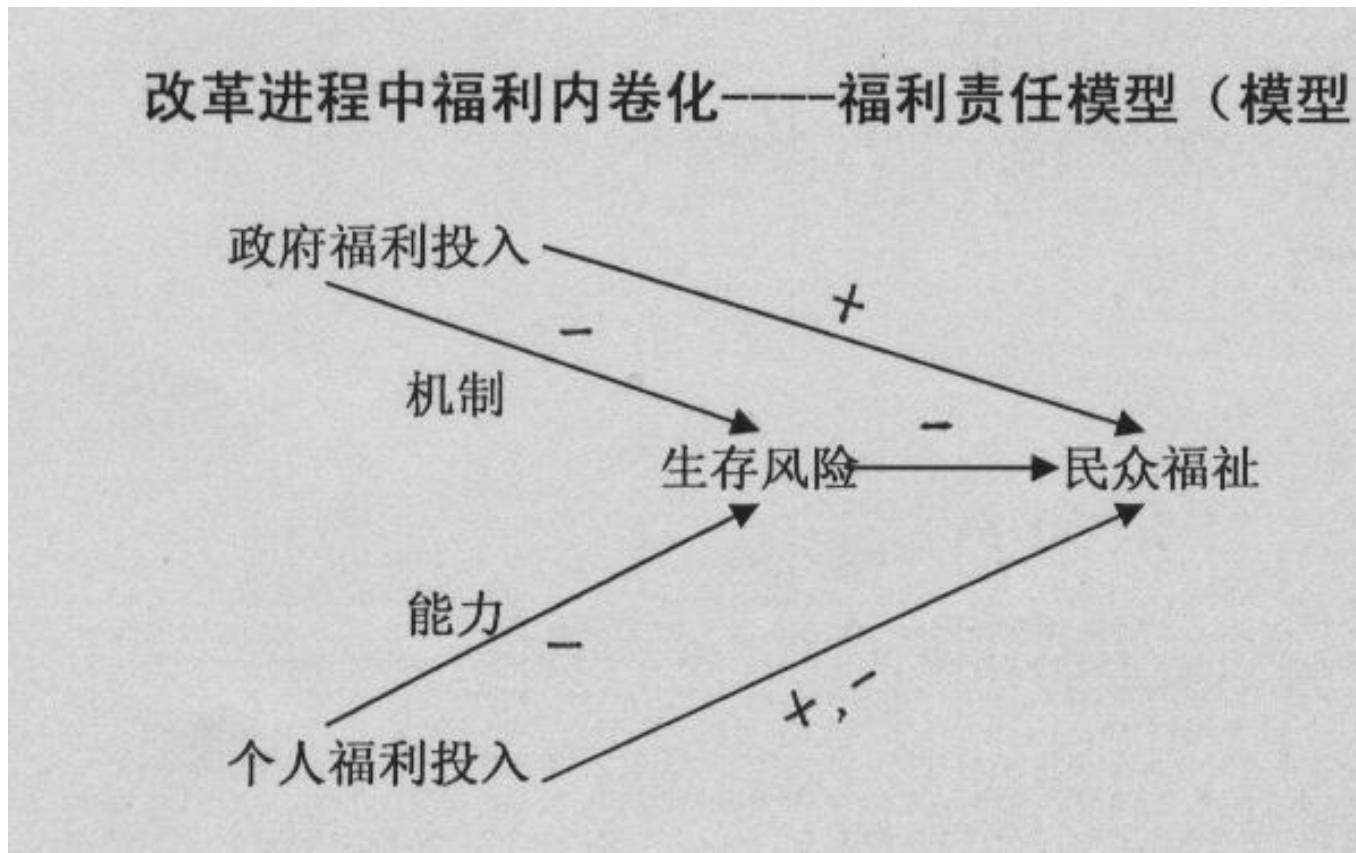 改革进程中福利内卷化----福利责任模型（模型
政府福利投入
+
-
机制
-
生存风险
民众福祉
能力
-
+,-
个人福利投入